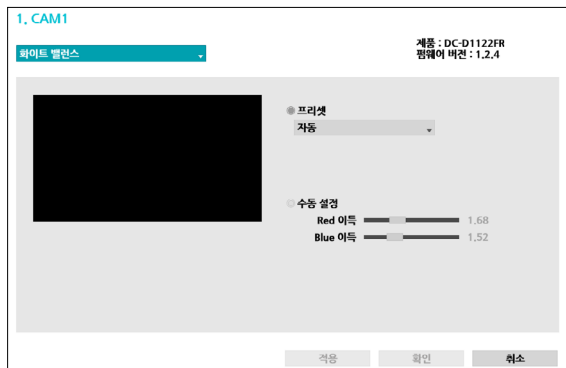 1. CAM1
화이트 밸런스
제품 : DC-D1122FR
펌웨어 버전 : 1.2.4
프리셋
자동
수동 설정
Red 이득 1.68
Blue 이득 1.52
적용 확인 취소